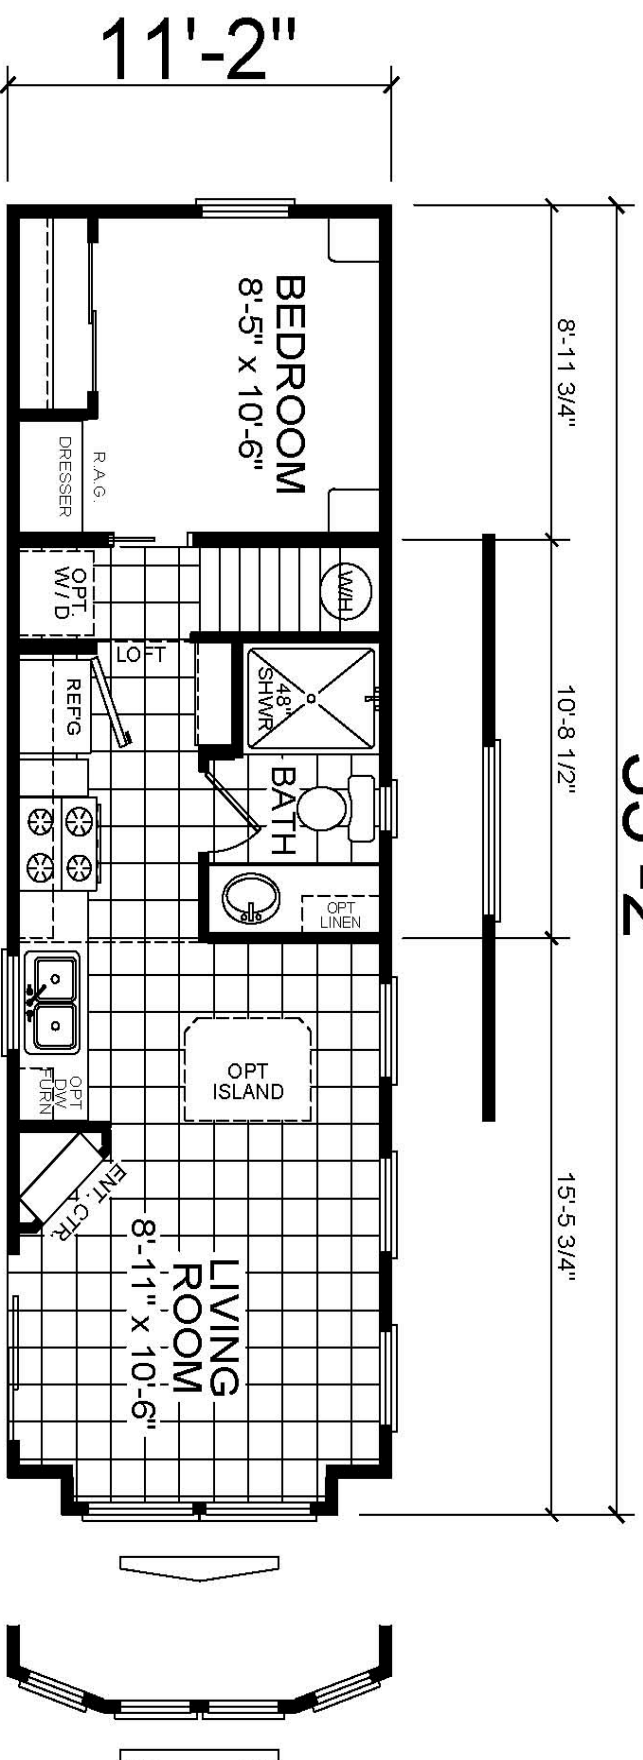 11'-2"
8'-11 3/4"
BEDROOM
8'-5" x 10'-6"
R.A.G.
DRESSER
OPT.
W / D
W/H
LOFT
REF'G
48"
SHWR
10'-8 1/2"
BATH
OPT
LINEN
OPT
ISLAND
OPT
DW
FURN
ENT. CTR.
15'-5 3/4"
LIVING
ROOM
8'-11" x 10'-6"